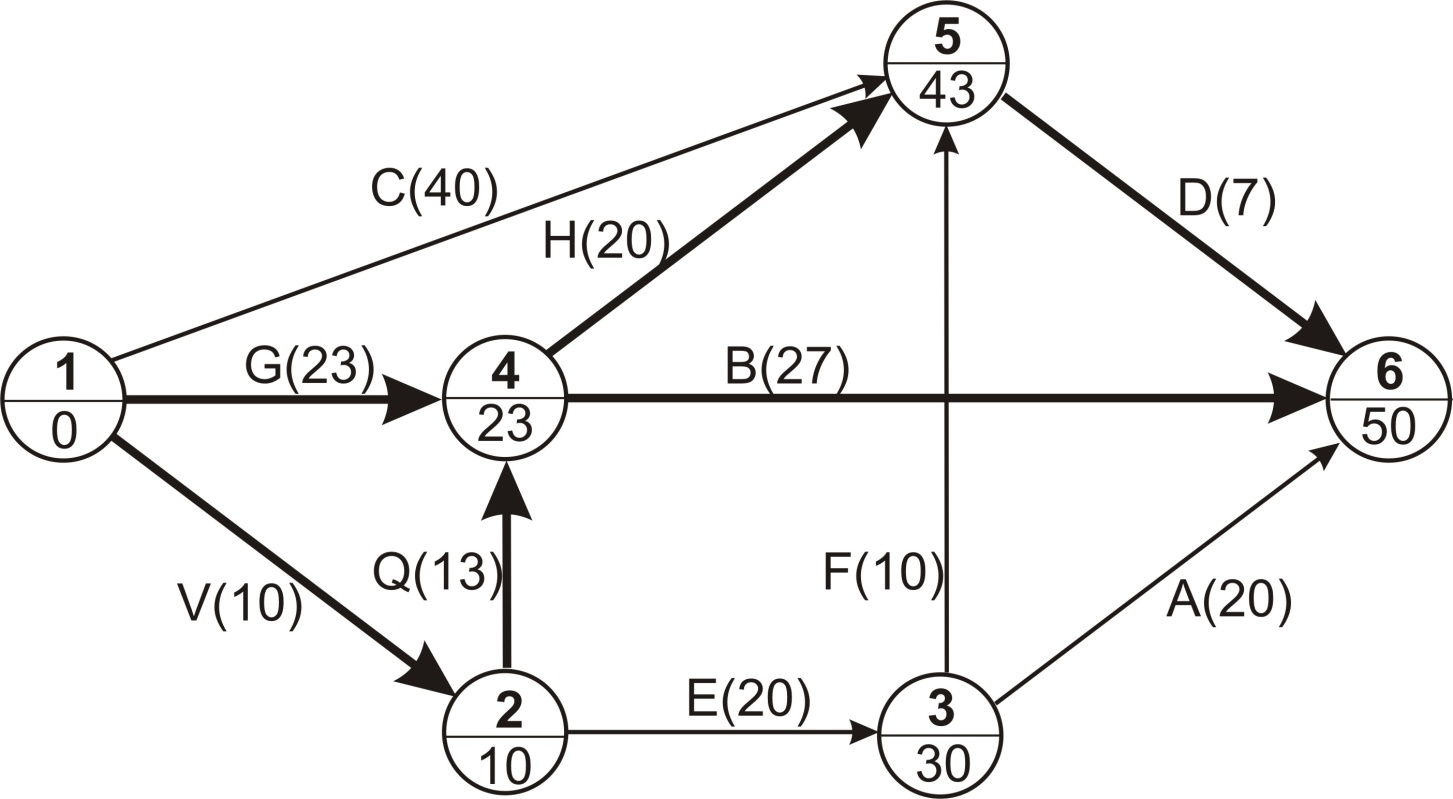 5
43
C(40)
D(7)
H(20)
1
0
G(23)
4
23
B(27)
6
50
V(10)
Q(13)
F(10)
A(20)
2
10
E(20)
3
30